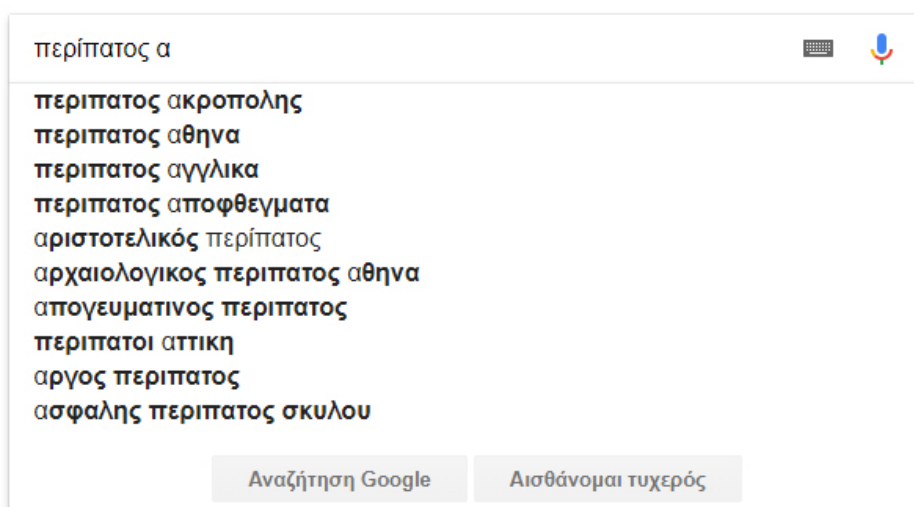 περίπατος α
περιπατος ακροπολης
περιπατος αθηνα
περιπατος αγγλικα
περιπατος αποφθεγματα
αριστοτελικός περίπατος
αρχαιολογικος περιπατος αθηνα
απογευματινος περιπατος
περιπατοι αττικη
αργος περιπατος
ασφαλης περιπατος σκυλου
Αναζήτηση Google Αισθάνομαι τυχερός